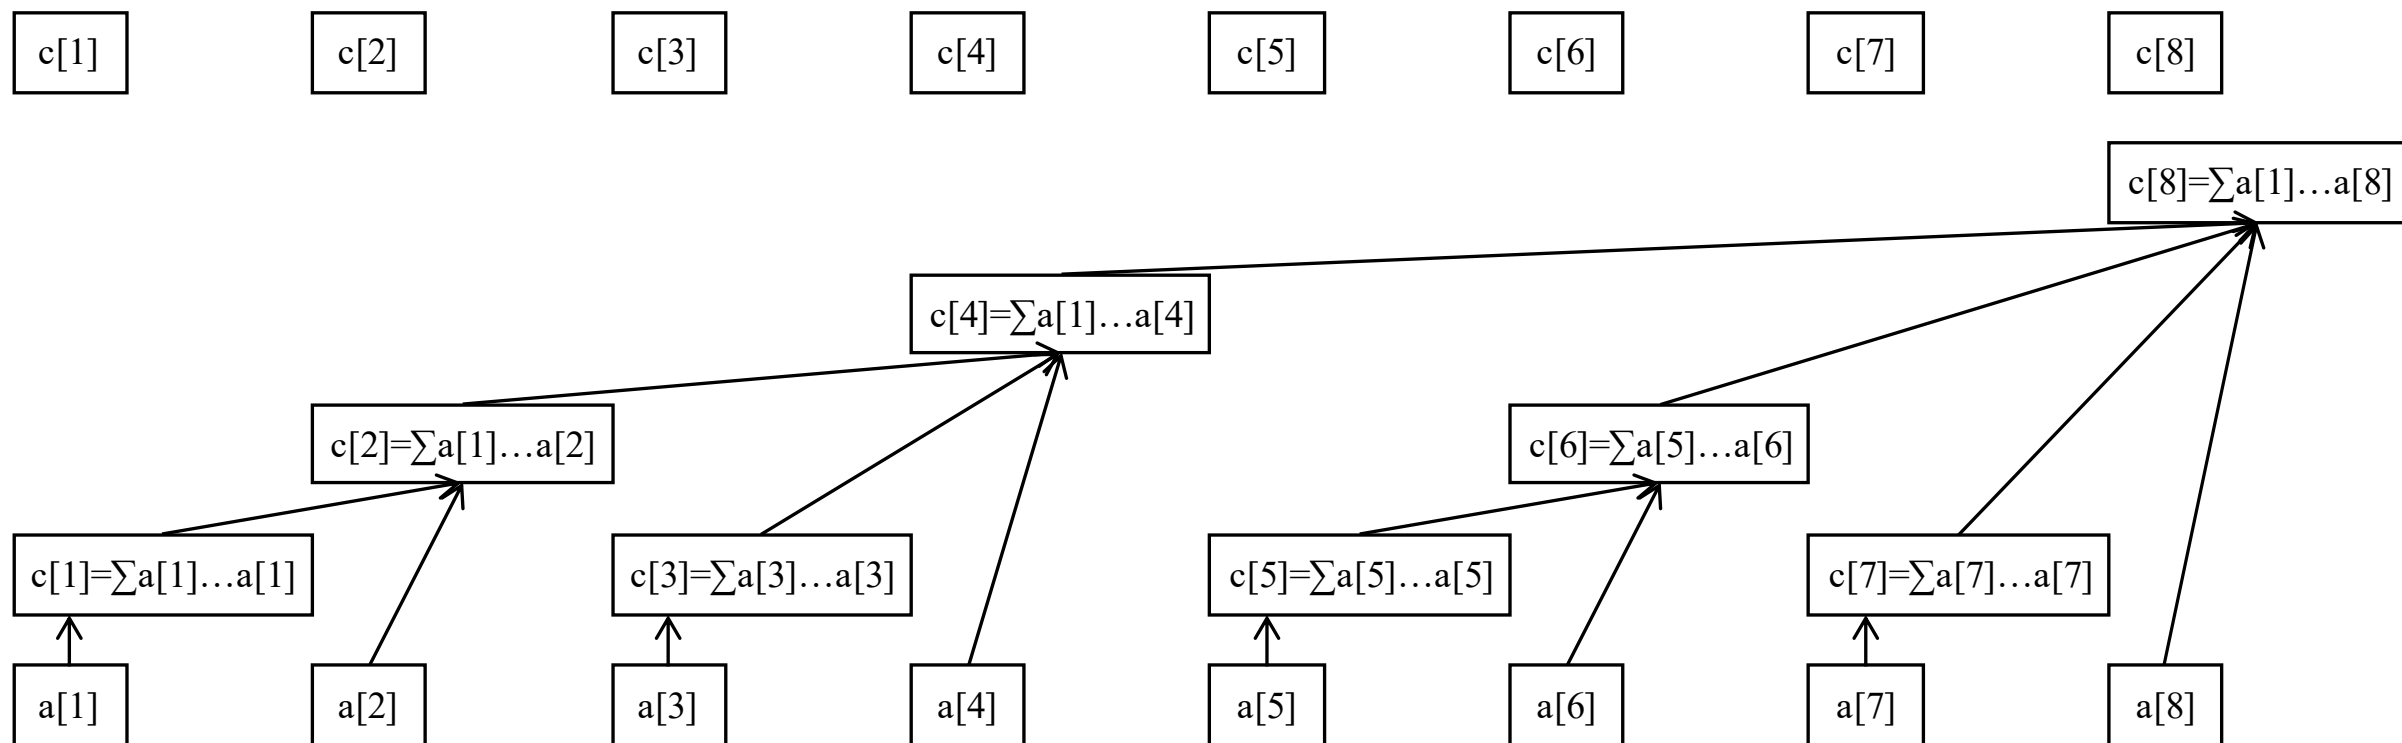 c[1] c[2] c[3] c[4] c[5] c[6] c[7] c[8]
c[8]=∑a[1]…a[8]
c[4]=∑a[1]…a[4]
c[2]=∑a[1]…a[2] c[6]=∑a[5]…a[6]
c[1]=∑a[1]…a[1] c[3]=∑a[3]…a[3] c[5]=∑a[5]…a[5] c[7]=∑a[7]…a[7]
a[1] a[2] a[3] a[4] a[5] a[6] a[7] a[8]